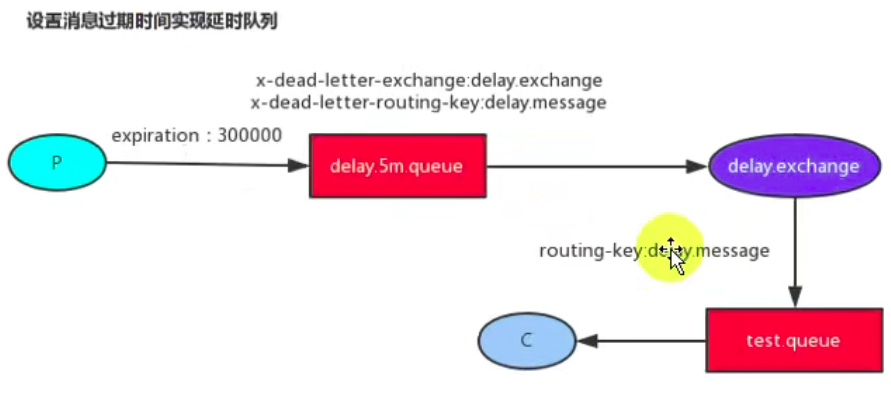 设置消息过期时间实现延时队列
x-dead-letter-exchange:delay.exchange
x-dead-letter-routing-key:delay.message
expiration：300000
P
delay.5m.queue
delay.exchange
routing-key:delay.message
C
test.queue